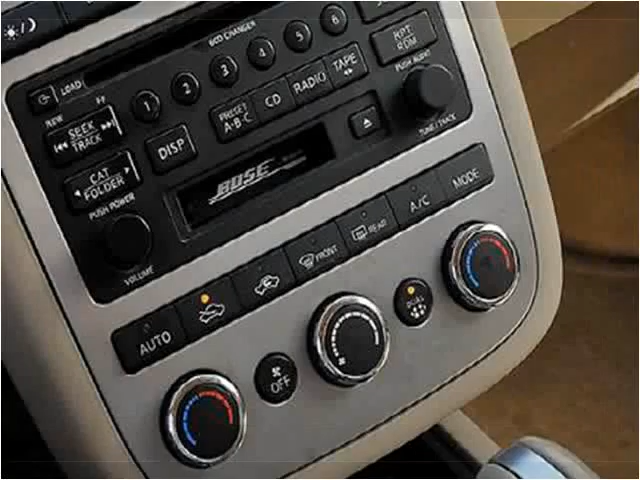 6CD CHANGER
LOAD
1 2 3 4 5 6
RPT
RDM
REW FF
SEEK
TRACK
DISP
PRESET
A·B·C
CD
RADIO
TAPE
PUSH AUDIO
TUNE / TRACK
CAT
FOLDER
PUSH POWER
VOLUME
BOSE
AUTO
FRONT
REAR
A/C
MODE
OFF
DUAL